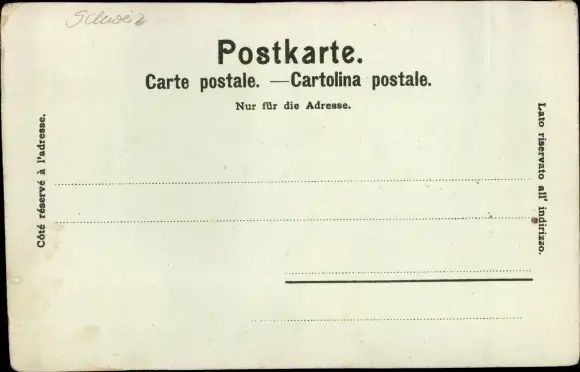 Schweiz
Postkarte.
Carte postale. — Cartolina postale.
Nur für die Adresse.
Côté réservé à l'adresse.
Lato riservato all' indirizzo.